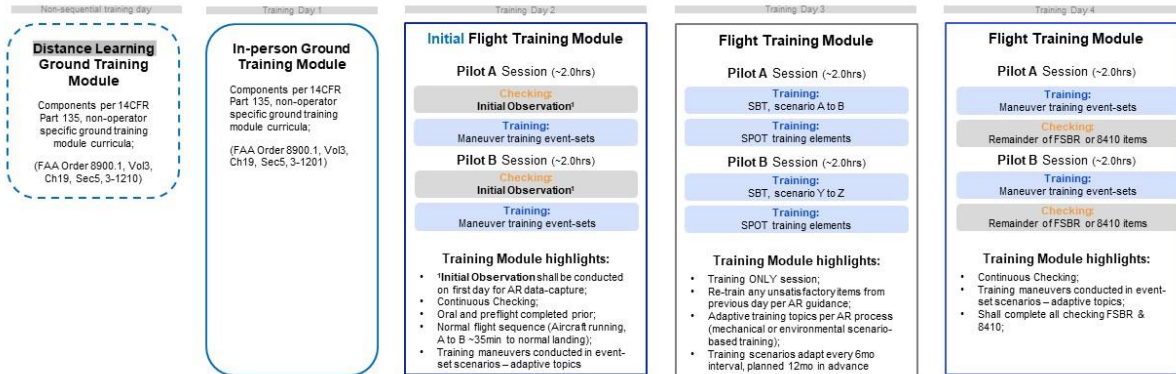 Non-sequential training day
Distance Learning
Ground Training
Module
Components per 14CFR
Part 135, non-operator
specific ground training
module curricula;
(FAA Order 8900.1, Vol3,
Ch19, Sec5, 3-1210)
Training Day 1
In-person Ground
Training Module
Components per 14CFR
Part 135, non-operator
specific ground training
module curricula;
(FAA Order 8900.1, Vol3,
Ch19, Sec5, 3-1201)
Training Day 2
Initial Flight Training Module
Pilot A Session (~2.0hrs)
Checking:
Initial Observation¹
Training:
Maneuver training event-sets
Pilot B Session (~2.0hrs)
Checking:
Initial Observation¹
Training:
Maneuver training event-sets
Training Module highlights:
• ¹Initial Observation shall be conducted
on first day for AR data-capture;
• Continuous Checking;
• Oral and preflight completed prior;
• Normal flight sequence (Aircraft running,
A to B ~35min to normal landing);
• Training maneuvers conducted in event-
set scenarios – adaptive topics
Training Day 3
Flight Training Module
Pilot A Session (~2.0hrs)
Training:
SBT, scenario A to B
Training:
SPOT training elements
Pilot B Session (~2.0hrs)
Training:
SBT, scenario Y to Z
Training:
SPOT training elements
Training Module highlights:
• Training ONLY session;
• Re-train any unsatisfactory items from
previous day per AR guidance;
• Adaptive training topics per AR process
(mechanical or environmental scenario-
based training);
• Training scenarios adapt every 6mo
interval, planned 12mo in advance
Training Day 4
Flight Training Module
Pilot A Session (~2.0hrs)
Training:
Maneuver training event-sets
Checking:
Remainder of FSBR or 8410 items
Pilot B Session (~2.0hrs)
Training:
Maneuver training event-sets
Checking:
Remainder of FSBR or 8410 items
Training Module highlights:
• Continuous Checking;
• Training maneuvers conducted in event-
set scenarios – adaptive topics;
• Shall complete all checking FSBR &
8410;